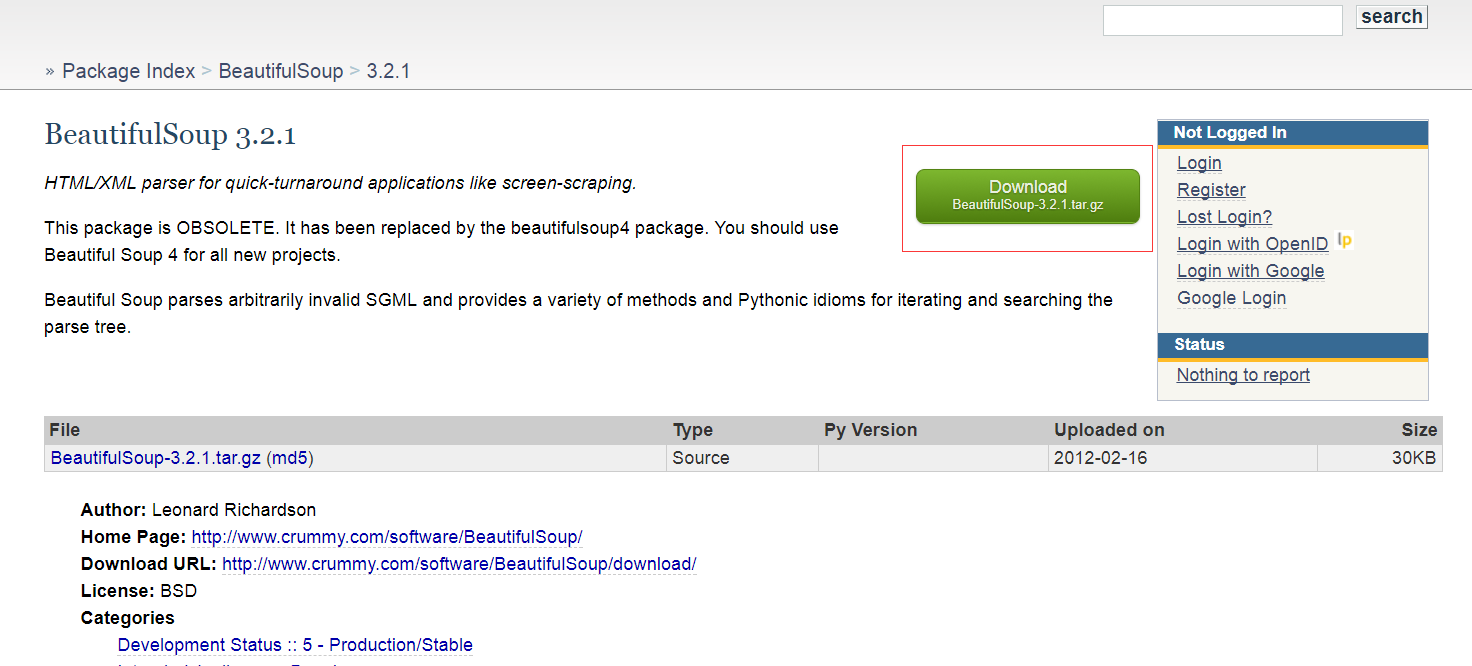 search
» Package Index > BeautifulSoup > 3.2.1
BeautifulSoup 3.2.1
HTML/XML parser for quick-turnaround applications like screen-scraping.
This package is OBSOLETE. It has been replaced by the beautifulsoup4 package. You should use
Beautiful Soup 4 for all new projects.
Beautiful Soup parses arbitrarily invalid SGML and provides a variety of methods and Pythonic idioms for iterating and searching the
parse tree.
Download
BeautifulSoup-3.2.1.tar.gz
Not Logged In
Login
Register
Lost Login?
Login with OpenID lp
Login with Google
Google Login
Status
Nothing to report
File Type Py Version Uploaded on Size
BeautifulSoup-3.2.1.tar.gz (md5) Source 2012-02-16 30KB
Author: Leonard Richardson
Home Page: http://www.crummy.com/software/BeautifulSoup/
Download URL: http://www.crummy.com/software/BeautifulSoup/download/
License: BSD
Categories
Development Status :: 5 - Production/Stable